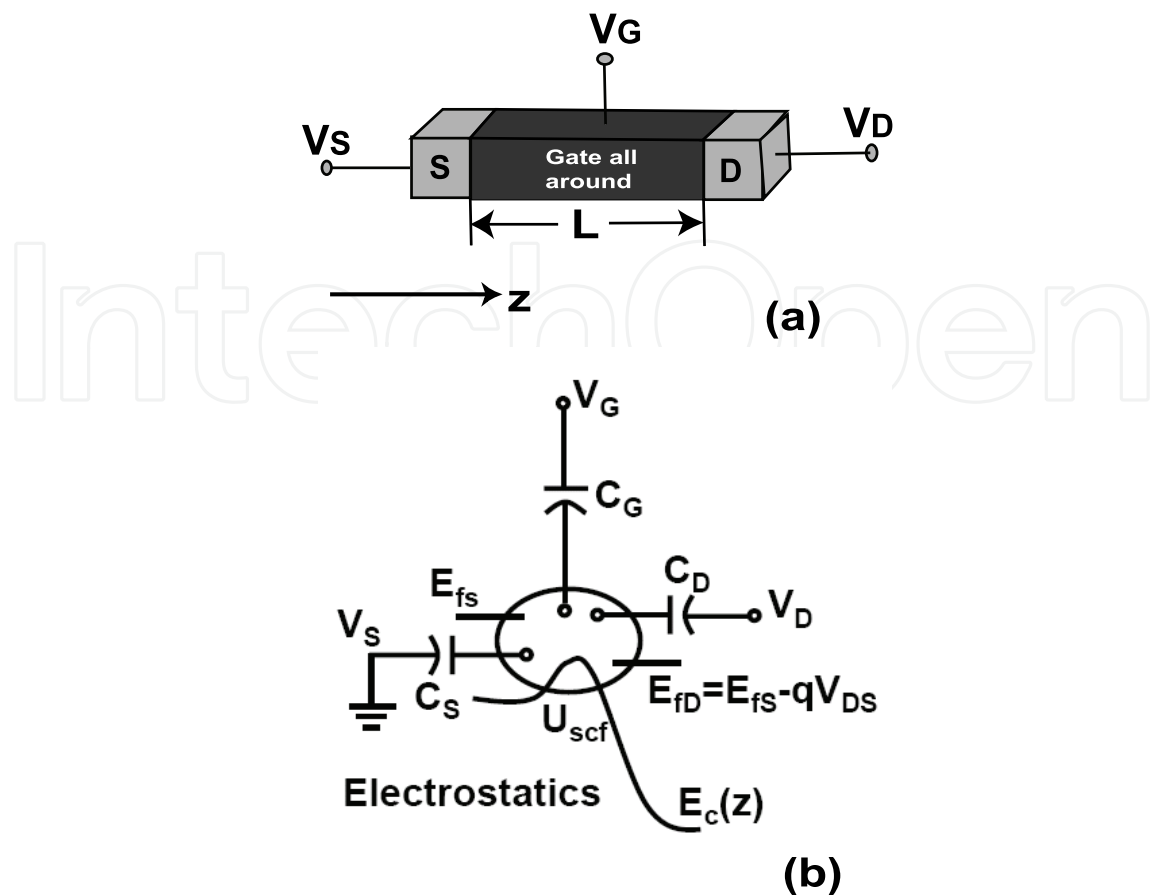 VG
VS
VD
S
Gate all
around
D
L
z
(a)
IntechOpen
VG
CG
Efs
CD
VS
VD
CS
EfD=EfS-qVDS
Uscf
Electrostatics
Ec(z)
(b)